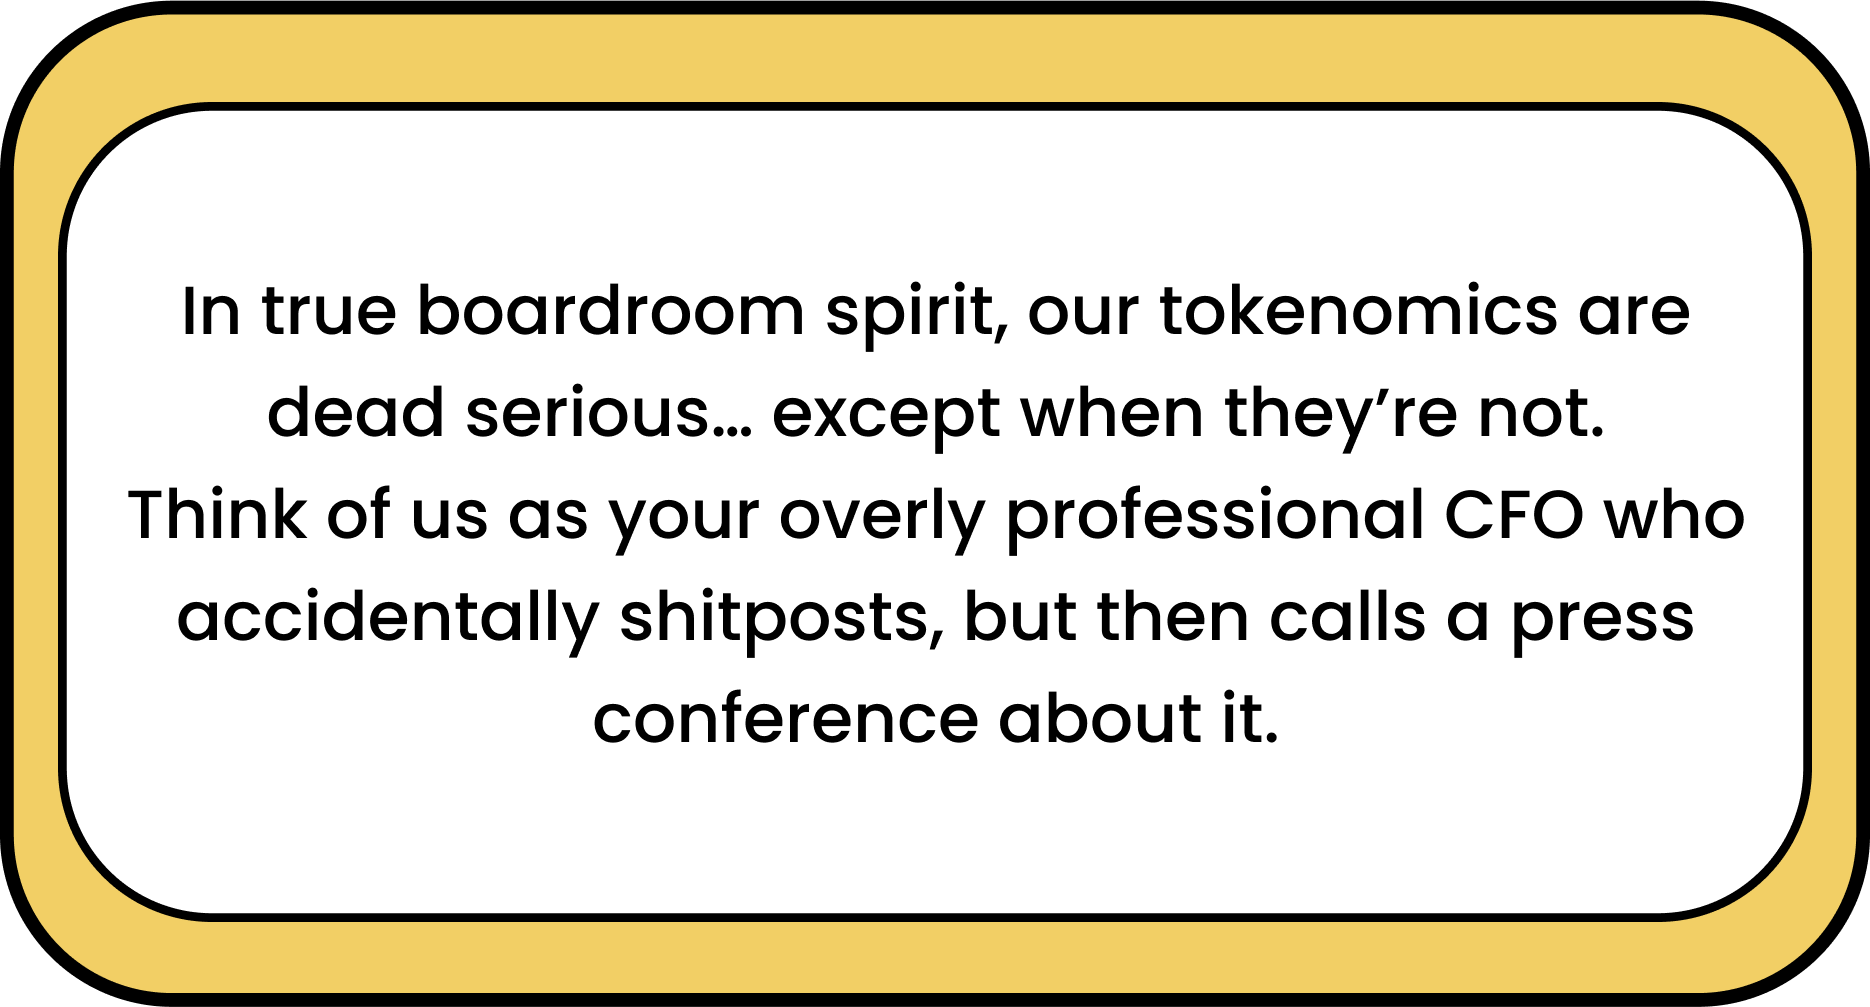 In true boardroom spirit, our tokenomics are
dead serious... except when they’re not.
Think of us as your overly professional CFO who
accidentally shitposts, but then calls a press
conference about it.